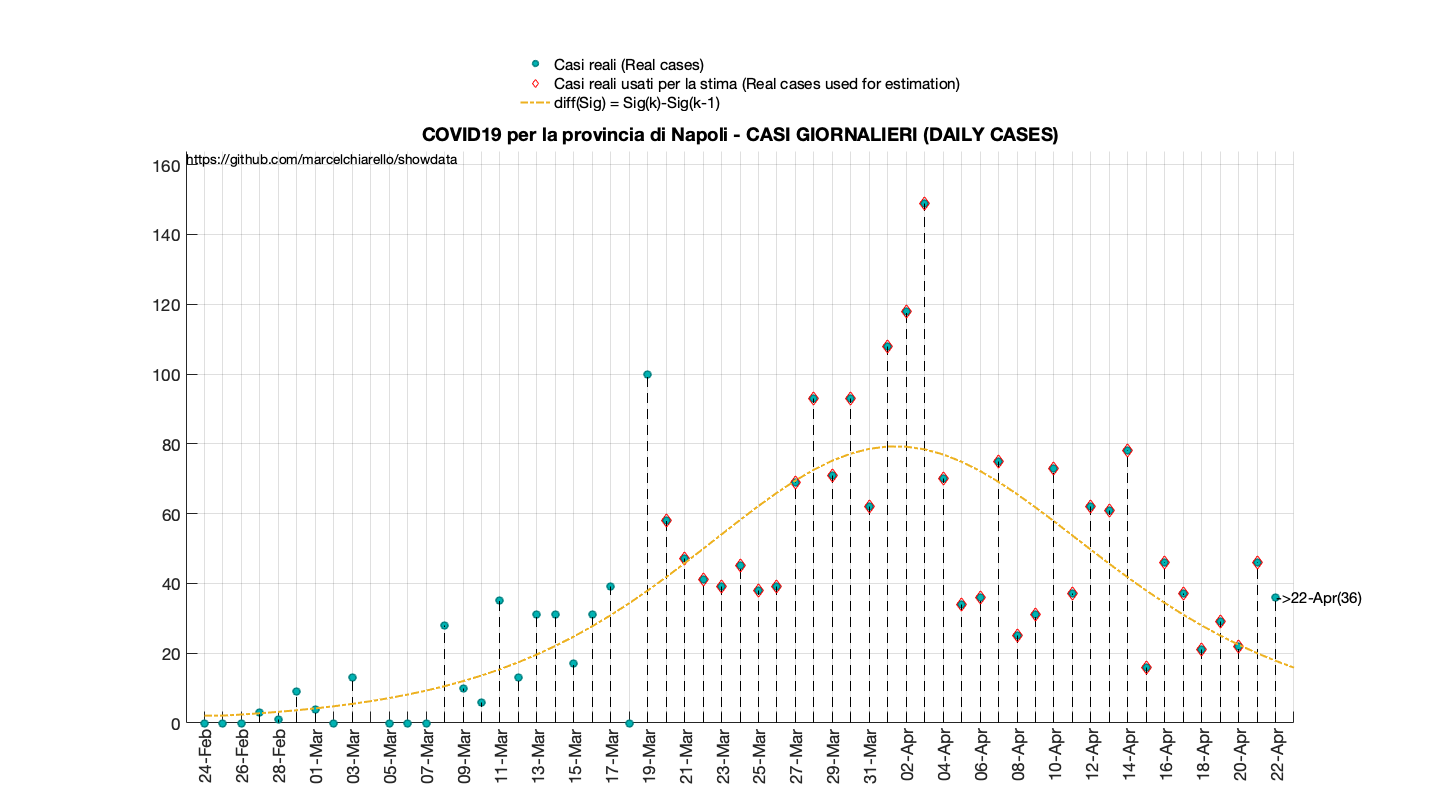 Casi reali (Real cases)
Casi reali usati per la stima (Real cases used for estimation)
diff(Sig) = Sig(k)-Sig(k-1)
COVID19 per la provincia di Napoli - CASI GIORNALIERI (DAILY CASES)
https://github.com/marcelchiarello/showdata
160
140
120
100
80
60
40
20
0
->22-Apr(36)
24-Feb
26-Feb
28-Feb
01-Mar
03-Mar
05-Mar
07-Mar
09-Mar
11-Mar
13-Mar
15-Mar
17-Mar
19-Mar
21-Mar
23-Mar
25-Mar
27-Mar
29-Mar
31-Mar
02-Apr
04-Apr
06-Apr
08-Apr
10-Apr
12-Apr
14-Apr
16-Apr
18-Apr
20-Apr
22-Apr